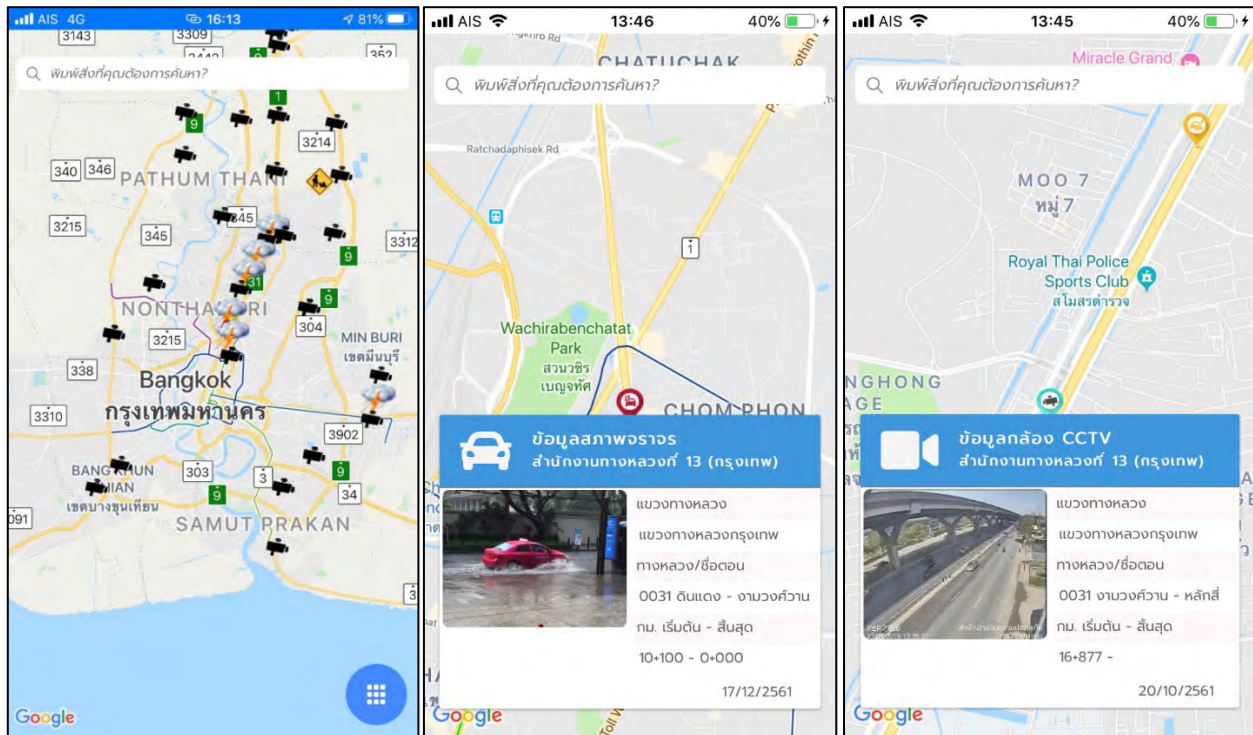 AIS 4G
16:13
81%
3143
3309
352
พิมพ์สิ่งที่คุณต้องการค้นหา?
9
1
3214
340
346
PATHUM THANI
3215
345
345
3312
9
31
NONTHABURI
9
304
3215
MIN BURI
เขตมีนบุรี
338
Bangkok
กรุงเทพมหานคร
3310
3902
BANG KHUN
THIAN
เขตบางขุนเทียน
303
3
9
9
34
3091
SAMUT PRAKAN
Google
AIS
13:46
40%
CHATUCHAK
พิมพ์สิ่งที่คุณต้องการค้นหา?
Ratchadaphisek Rd
1
Wachirabenchatat
Park
สวนวชิร
เบญจทัศ
CHOM PHON
ข้อมูลสภาพจราจร
สำนักงานทางหลวงที่ 13 (กรุงเทพ)
แขวงทางหลวง
แขวงทางหลวงกรุงเทพ
ทางหลวง/ชื่อตอน
0031 ดินแดง - งามวงศ์วาน
กม. เริ่มต้น - สิ้นสุด
10+100 - 0+000
17/12/2561
Google
AIS
13:45
40%
Miracle Grand
พิมพ์สิ่งที่คุณต้องการค้นหา?
MOO 7
หมู่ 7
Royal Thai Police
Sports Club
สโมสรตำรวจ
ข้อมูลกล้อง CCTV
สำนักงานทางหลวงที่ 13 (กรุงเทพ)
แขวงทางหลวง
แขวงทางหลวงกรุงเทพ
ทางหลวง/ชื่อตอน
0031 งามวงศ์วาน - หลักสี่
กม. เริ่มต้น - สิ้นสุด
16+877 -
20/10/2561
Google